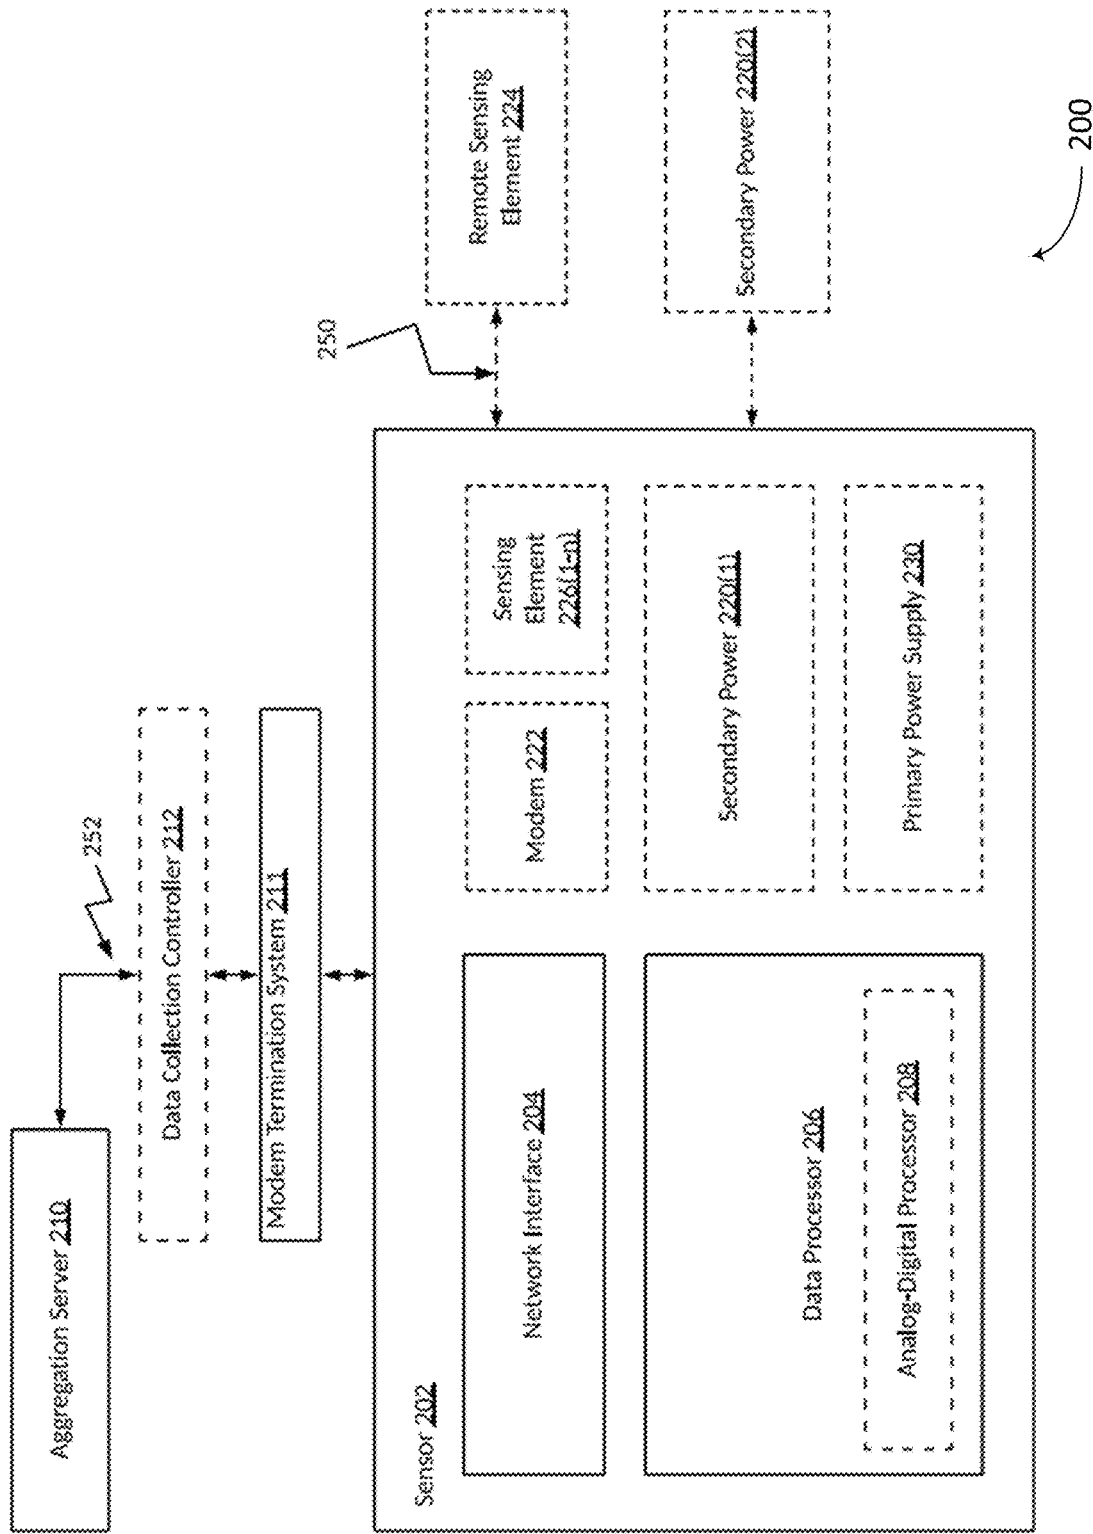 Aggregation Server 210
252
Data Collection Controller 212
Modem Termination System 211
250
Sensor 202
Network Interface 204
Modem 222
Sensing
Element
226(1-n)
Remote Sensing
Element 224
Data Processor 206
Analog-Digital Processor 208
Secondary Power 220(1)
Secondary Power 220(2)
Primary Power Supply 230
200